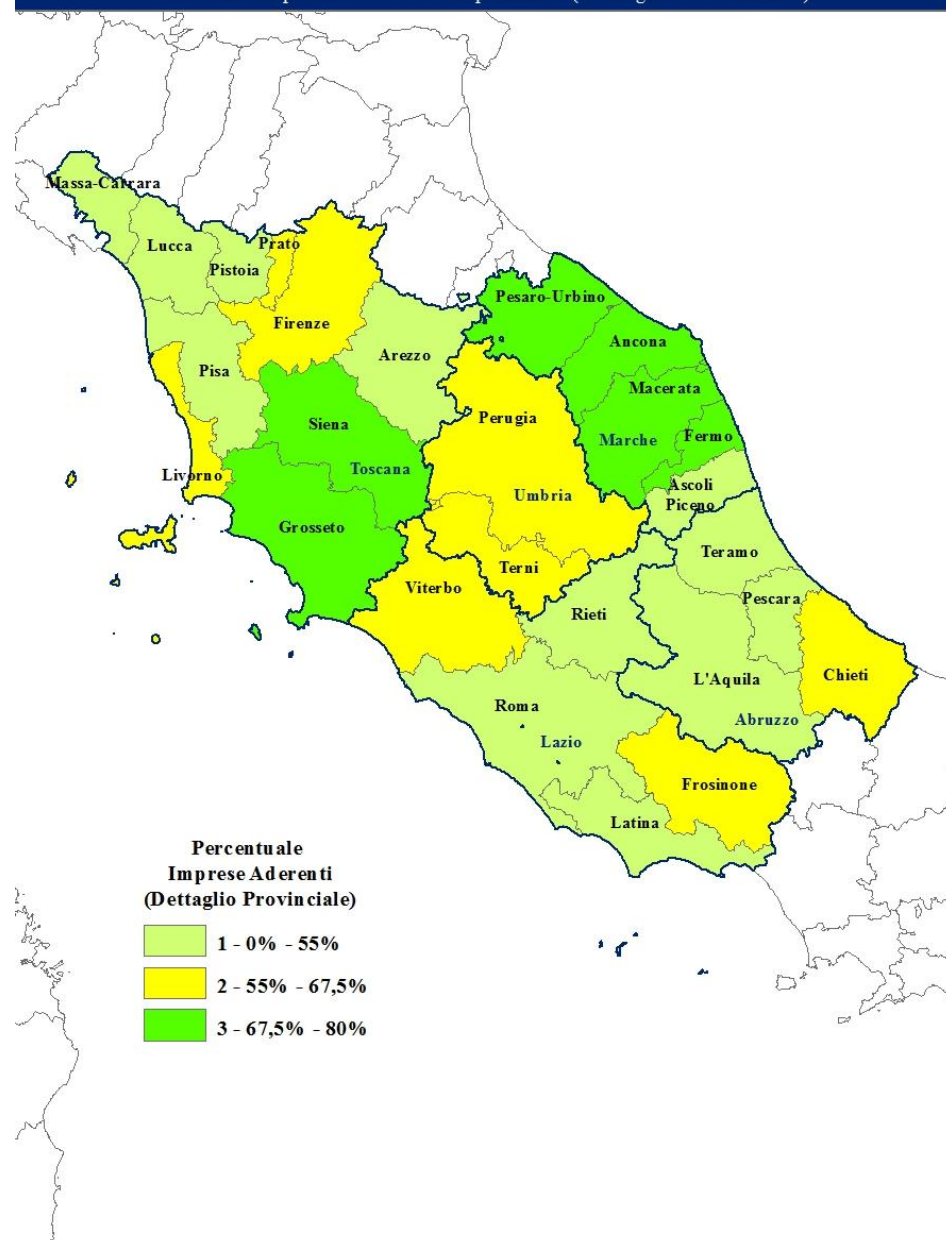 Massa-Carrara
Lucca
Prato
Pistoia
Firenze
Pesaro-Urbino
Ancona
Arezzo
Pisa
Macerata
Perugia
Siena
Marche
Fermo
Toscana
Livorno
Umbria
Ascoli
Piceno
Grosseto
Teramo
Terni
Viterbo
Pescara
Rieti
L'Aquila
Chieti
Roma
Abruzzo
Lazio
Frosinone
Latina
Percentuale
Imprese Aderenti
(Dettaglio Provinciale)
1 - 0% - 55%
2 - 55% - 67,5%
3 - 67,5% - 80%